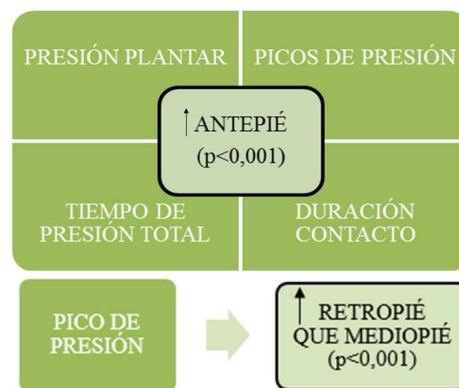 PRESIÓN PLANTAR
PICOS DE PRESIÓN
↑ ANTEPIÉ
(p<0,001)
TIEMPO DE
PRESIÓN TOTAL
DURACIÓN
CONTACTO
PICO DE
PRESIÓN
↑ RETROPIÉ
QUE MEDIOPIÉ
(p<0,001)